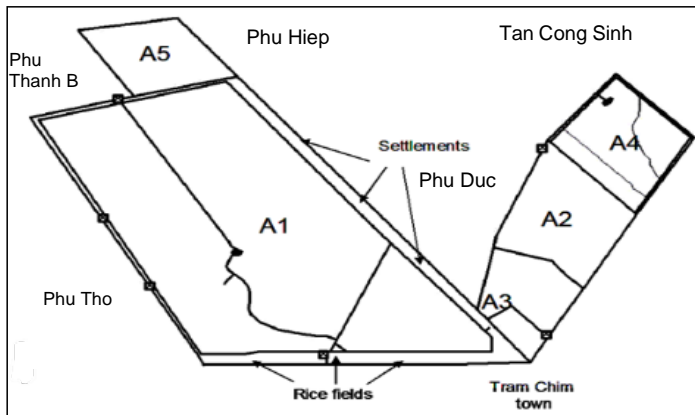 Phu Hiep
Tan Cong Sinh
A5
Phu
Thanh B
Settlements
A4
Phu Duc
A2
A1
A3
Phu Tho
Rice fields
Tram Chim
town